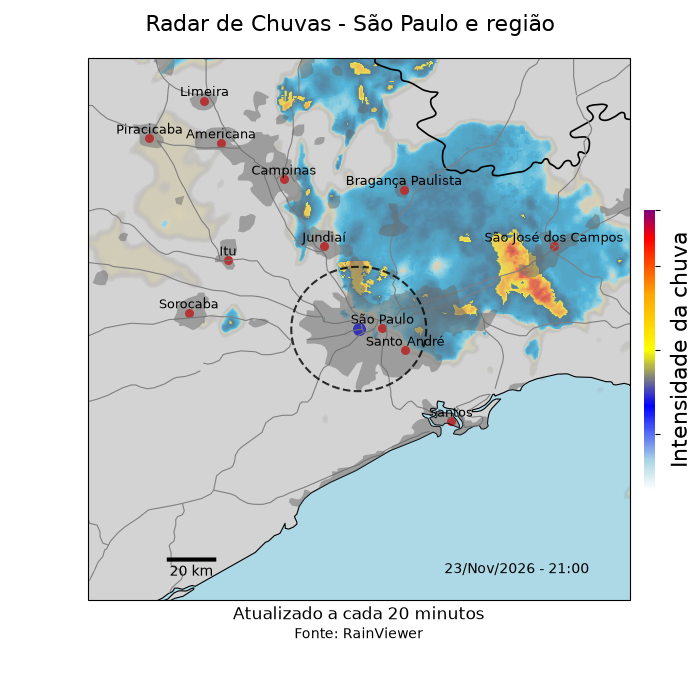 Radar de Chuvas - São Paulo e região
Limeira
Piracicaba
Americana
Campinas
Bragança Paulista
Jundiaí
São José dos Campos
Itu
Sorocaba
São Paulo
Santo André
Santos
Intensidade da chuva
20 km
23/Nov/2026 - 21:00
Atualizado a cada 20 minutos
Fonte: RainViewer